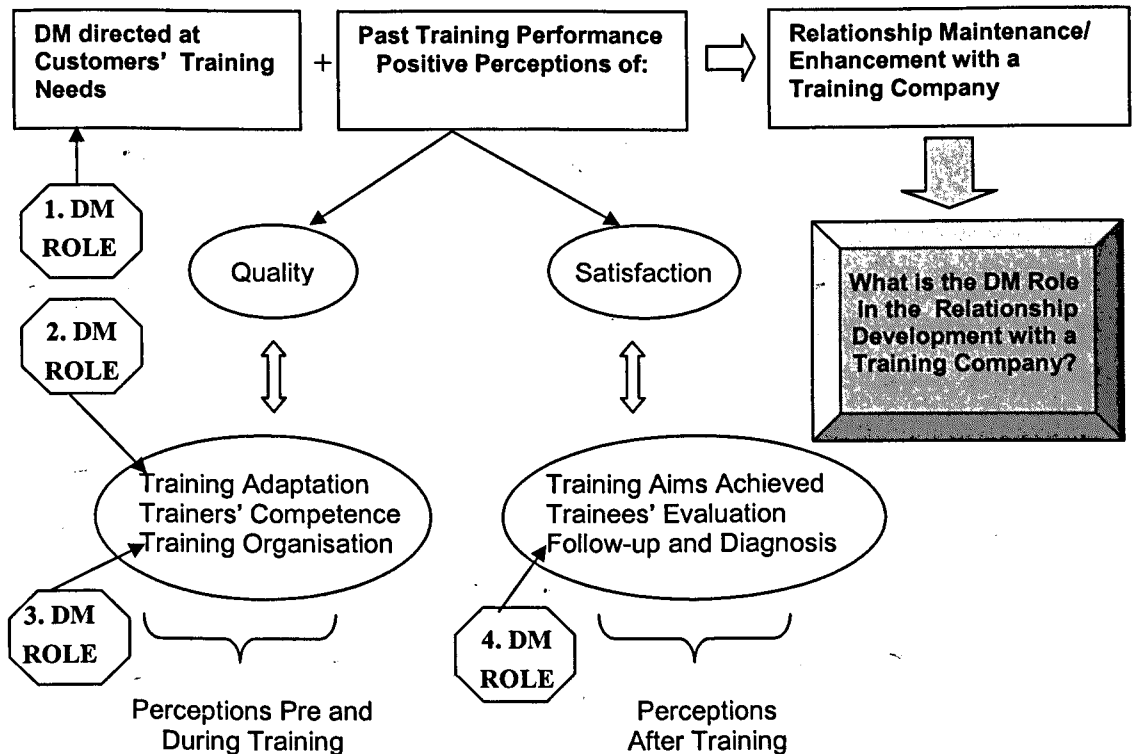 DM directed at
Customers' Training
Needs
+
Past Training Performance
Positive Perceptions of:
Relationship Maintenance/
Enhancement with a
Training Company
1. DM
ROLE
Quality
Satisfaction
What is the DM Role
in the Relationship
Development with a
Training Company?
2. DM
ROLE
Training Adaptation
Trainers' Competence
Training Organisation
Training Aims Achieved
Trainees' Evaluation
Follow-up and Diagnosis
3. DM
ROLE
4. DM
ROLE
Perceptions Pre and
During Training
Perceptions
After Training